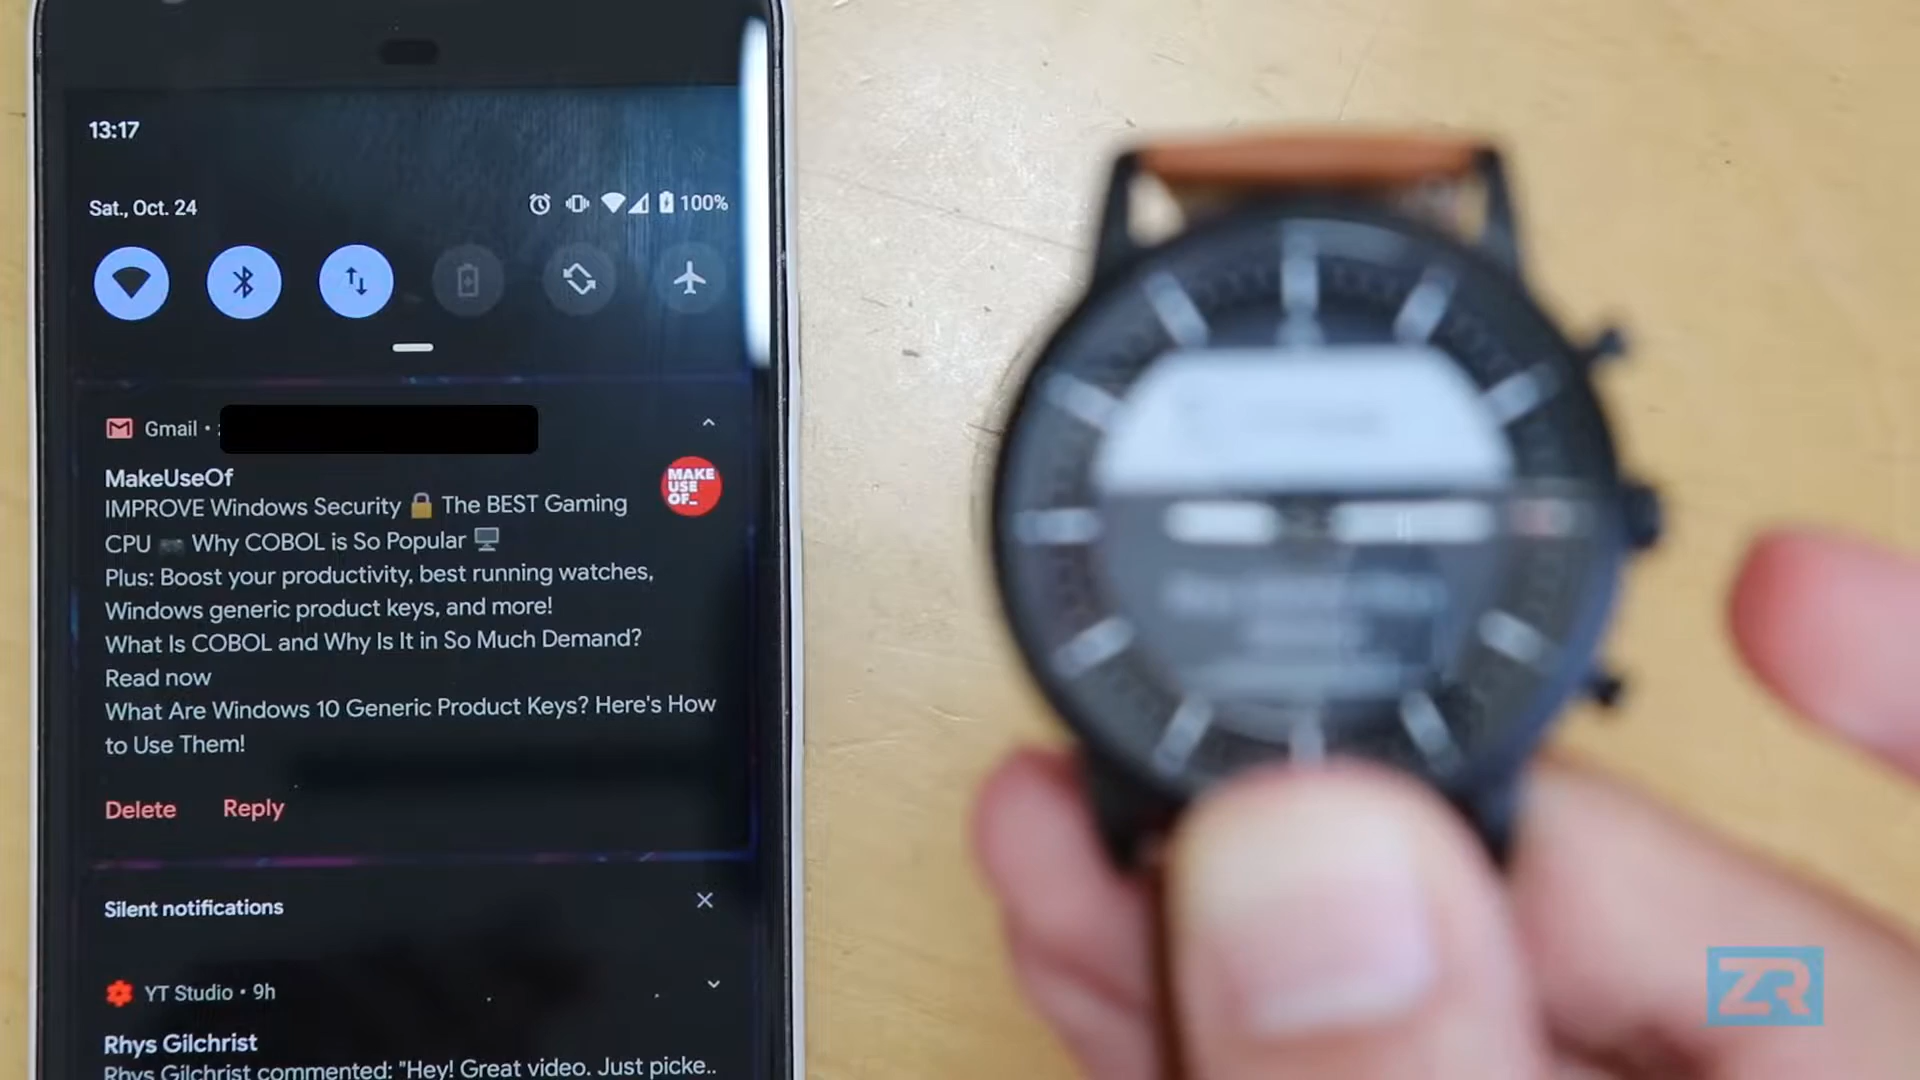 13:17
Sat., Oct. 24
100%
Gmail •
MakeUseOf
MAKE
USE
OF_
IMPROVE Windows Security 🔒 The BEST Gaming
CPU 🎮 Why COBOL is So Popular 🖥️
Plus: Boost your productivity, best running watches,
Windows generic product keys, and more!
What Is COBOL and Why Is It in So Much Demand?
Read now
What Are Windows 10 Generic Product Keys? Here's How
to Use Them!
Delete Reply
Silent notifications
YT Studio • 9h
Rhys Gilchrist
Rhys Gilchrist commented: "Hey! Great video. Just picke..
ZR